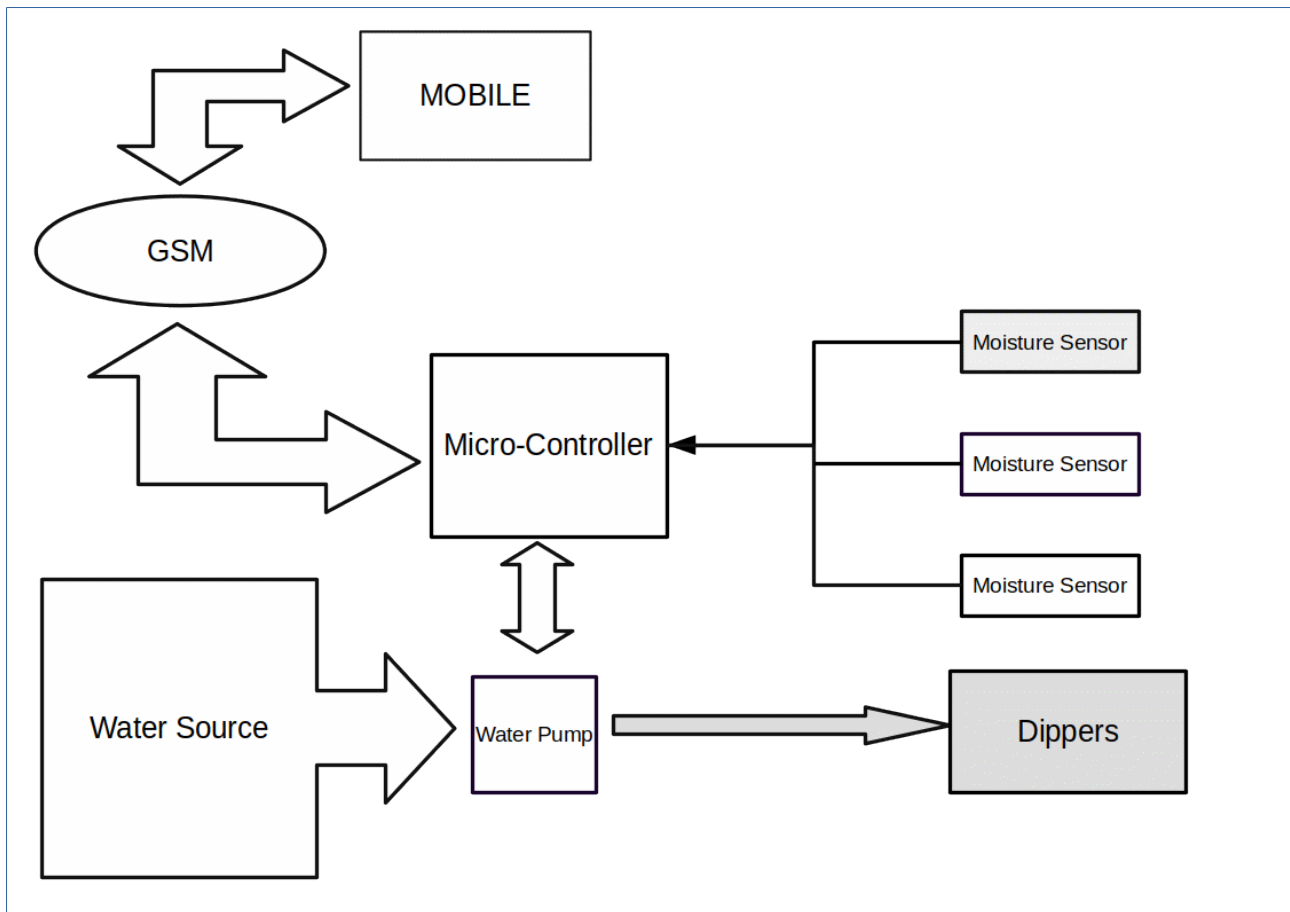 MOBILE
GSM
Moisture Sensor
Micro-Controller
Moisture Sensor
Moisture Sensor
Water Source
Water Pump
Dippers